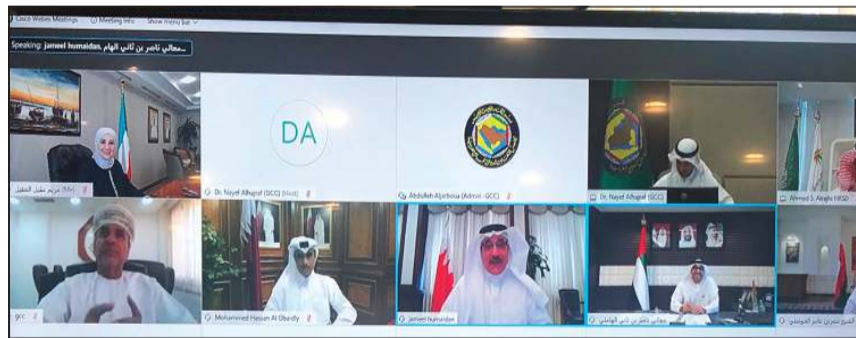 Cisco Webex Meetings Meeting Info Show menu bar
Speaking: jameel humaidan, معالي ناصر بن ثاني الهام...
DA
مريم عقيل العقيل (Me)
Dr. Nayef Alhajraf (GCC) (Host)
Abdullah Aljarboua (Admin -GCC)
Dr. Nayef Alhajraf (GCC)
Ahmed S. Alrajhi HRSD
gcc
Mohammed Hassan Al Obaidly
jameel humaidan
معالي ناصر بن ثاني الهاملي